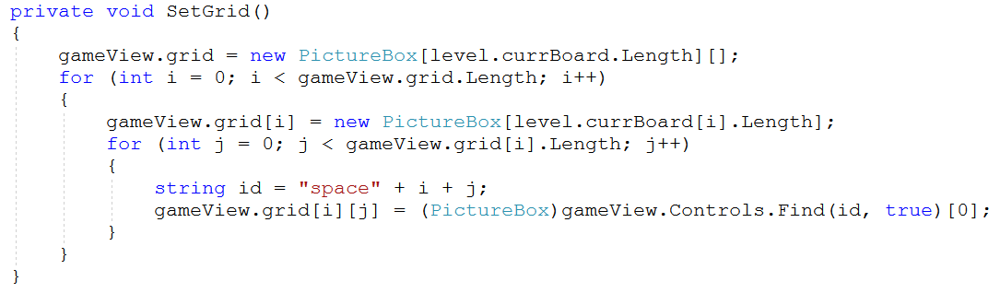 private void SetGrid()
{
gameView.grid = new PictureBox[level.currBoard.Length][];
for (int i = 0; i < gameView.grid.Length; i++)
{
gameView.grid[i] = new PictureBox[level.currBoard[i].Length];
for (int j = 0; j < gameView.grid[i].Length; j++)
{
string id = "space" + i + j;
gameView.grid[i][j] = (PictureBox)gameView.Controls.Find(id, true)[0];
}
}
}